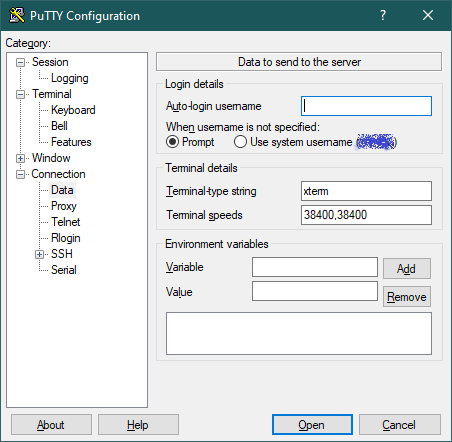 PuTTY Configuration ?
Category:
Session
Logging
Terminal
Keyboard
Bell
Features
Window
Connection
Data
Proxy
Telnet
Rlogin
SSH
Serial
Data to send to the server
Login details
Auto-login username
When username is not specified:
Prompt Use system username
Terminal details
Terminal-type string xterm
Terminal speeds 38400,38400
Environment variables
Variable Add
Value Remove
About Help Open Cancel